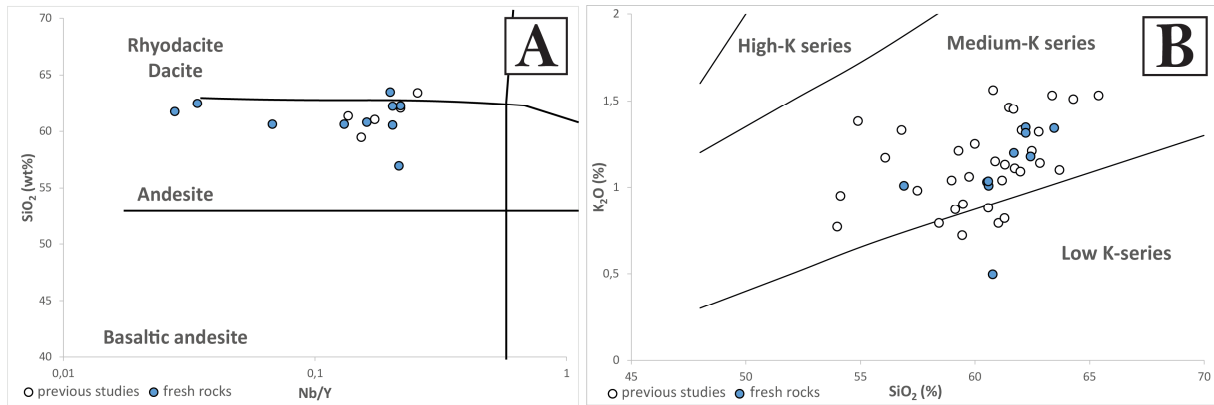 A
70
65
60
55
50
45
40
SiO₂ (wt%)
Rhyodacite
Dacite
Andesite
Basaltic andesite
0,01
0,1
1
Nb/Y
previous studies
fresh rocks
B
2
1,5
1
0,5
0
K₂O (%)
High-K series
Medium-K series
Low K-series
45
50
55
60
65
70
SiO₂ (%)
previous studies
fresh rocks